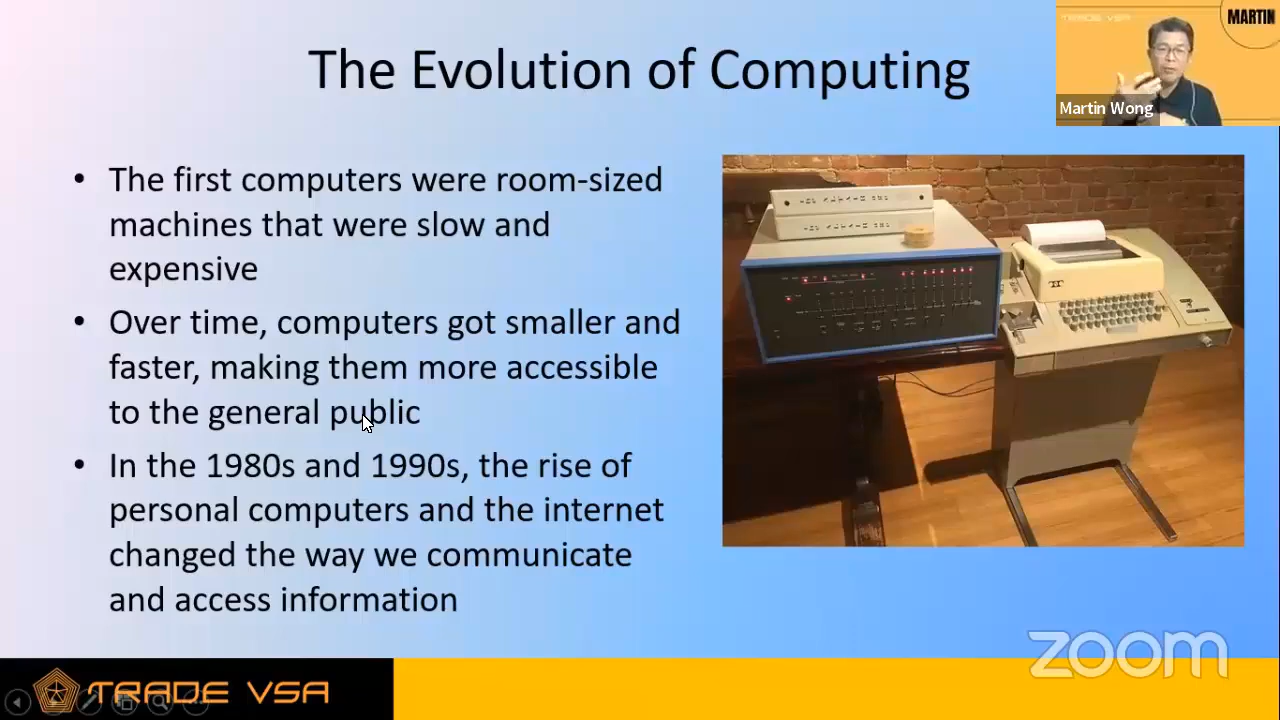 The Evolution of Computing
TRADE VSA
MARTIN
Martin Wong
• The first computers were room-sized
machines that were slow and
expensive
• Over time, computers got smaller and
faster, making them more accessible
to the general public
• In the 1980s and 1990s, the rise of
personal computers and the internet
changed the way we communicate
and access information
zoom
TRADE VSA